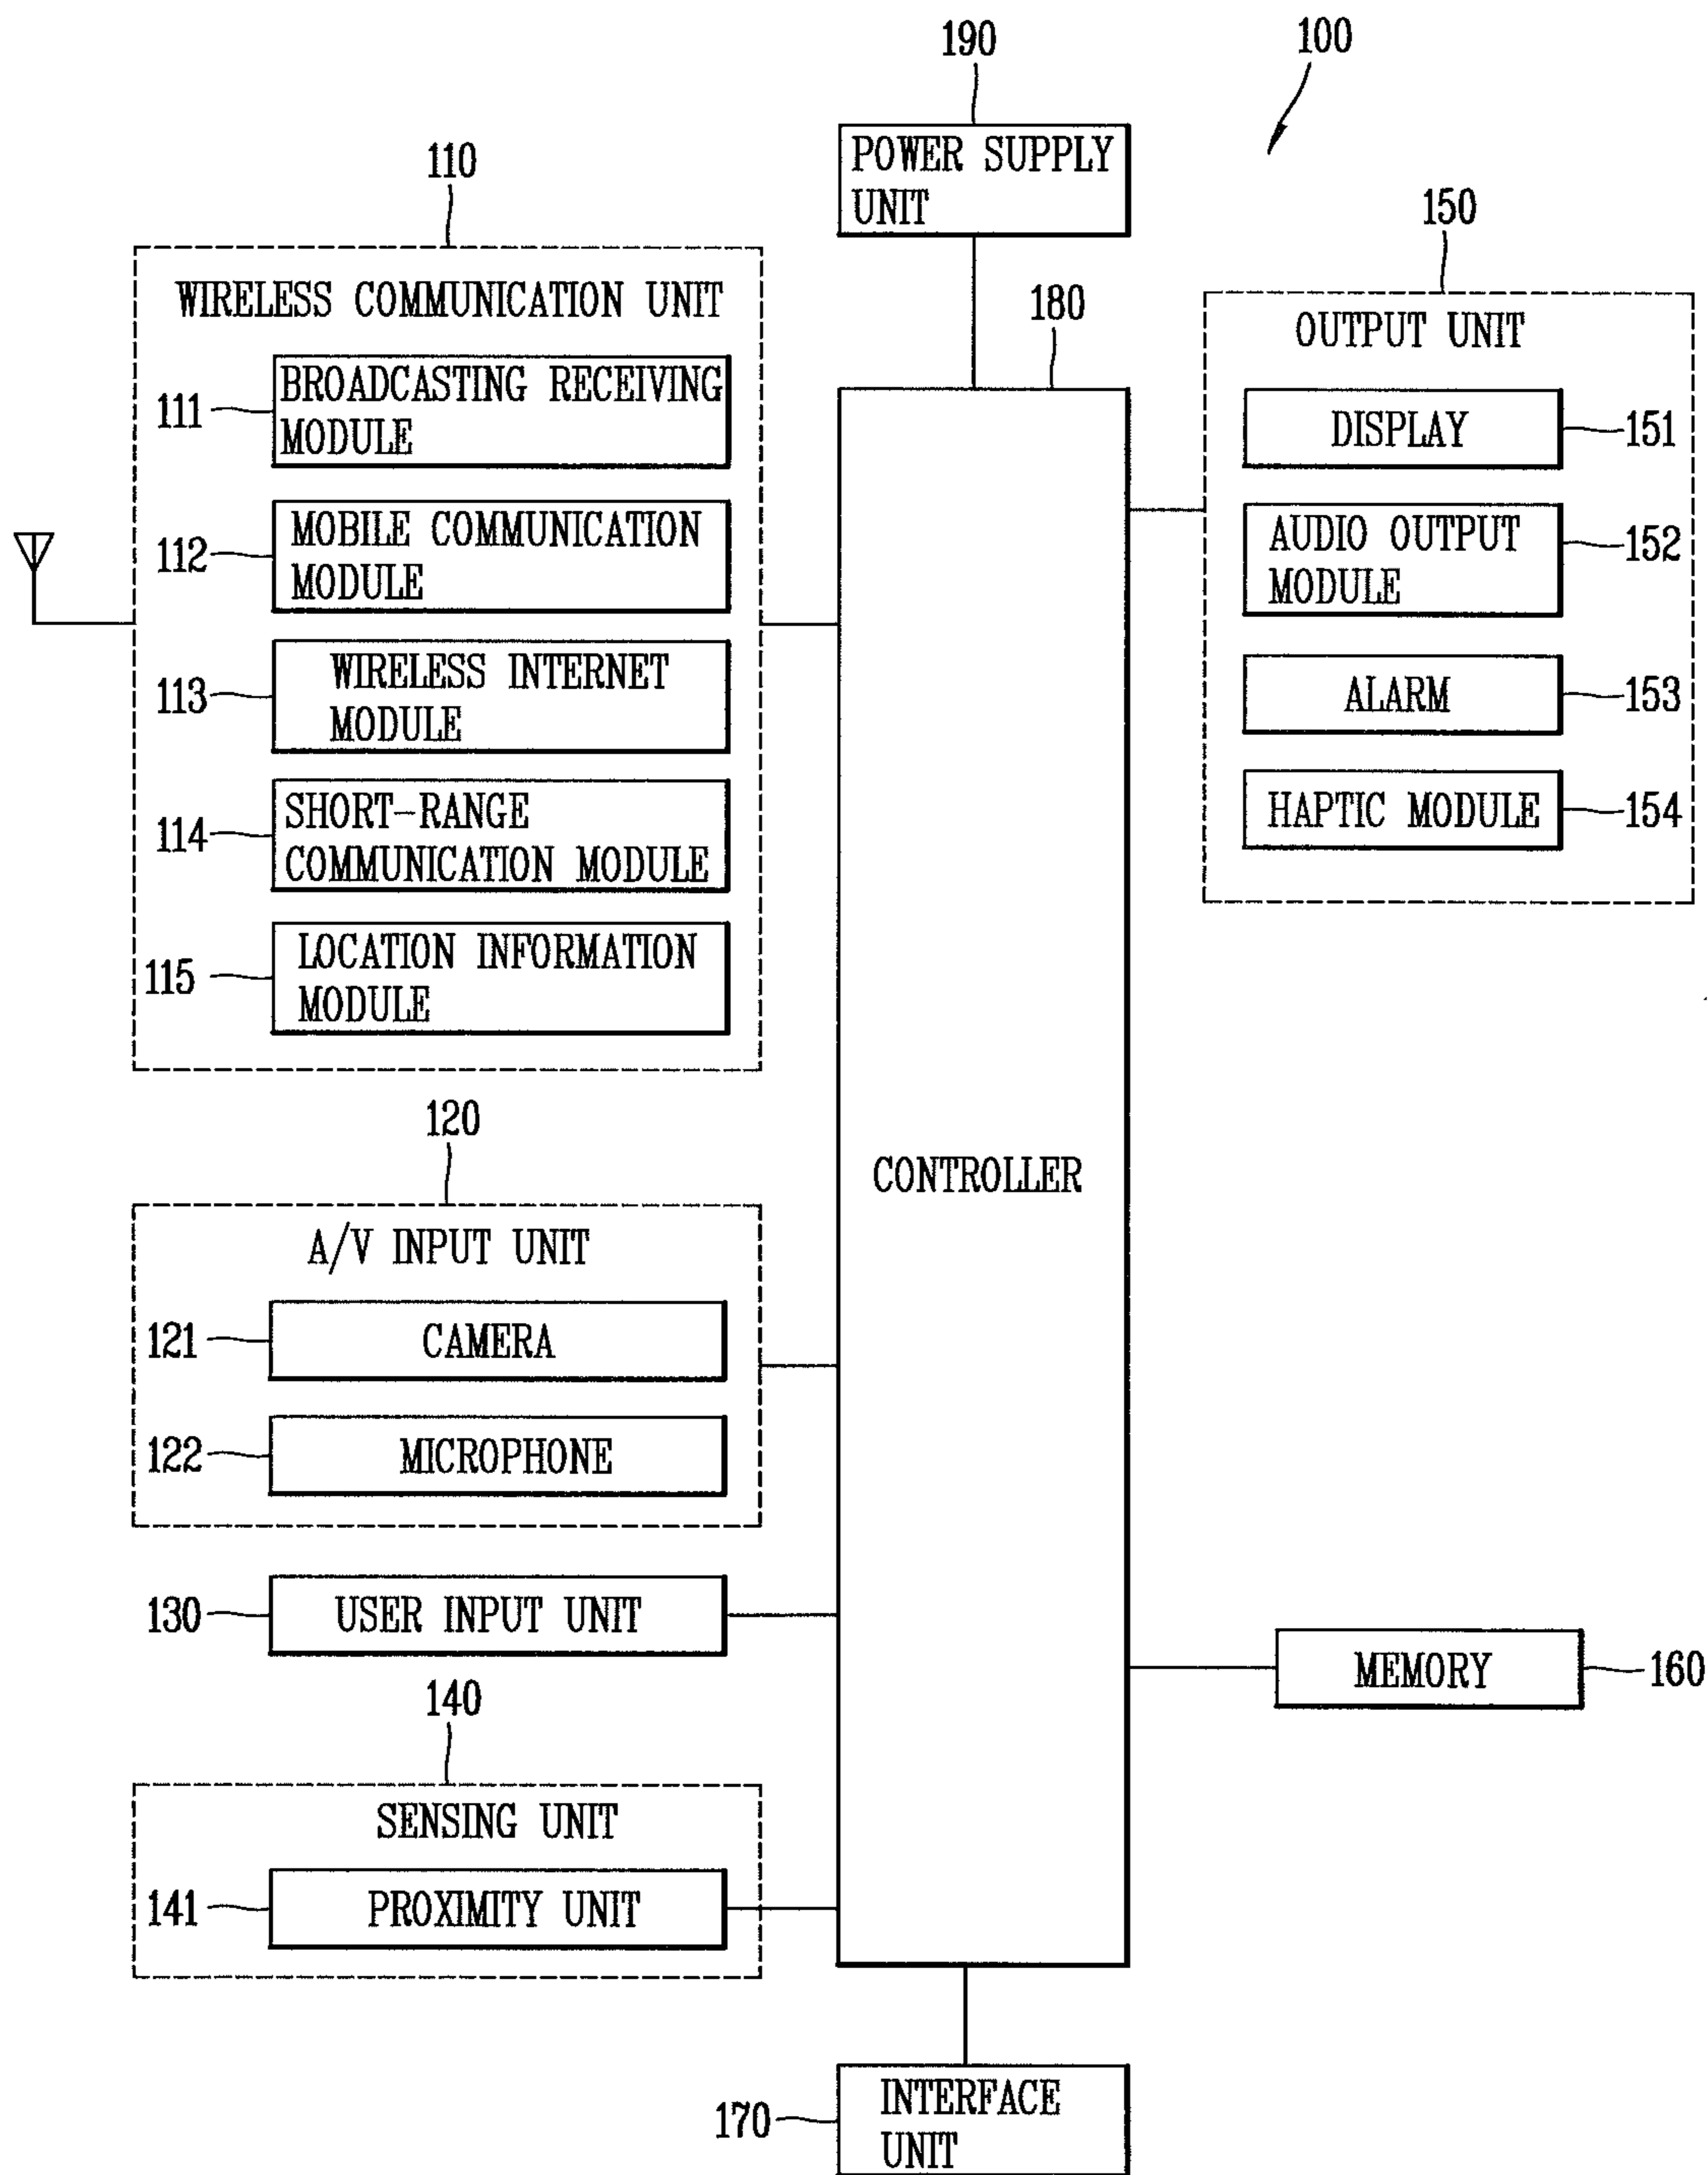 190
100
POWER SUPPLY
UNIT
110
150
WIRELESS COMMUNICATION UNIT
180
OUTPUT UNIT
BROADCASTING RECEIVING
MODULE
111
DISPLAY
151
MOBILE COMMUNICATION
MODULE
112
AUDIO OUTPUT
MODULE
152
WIRELESS INTERNET
MODULE
113
ALARM
153
SHORT-RANGE
COMMUNICATION MODULE
114
HAPTIC MODULE
154
LOCATION INFORMATION
MODULE
115
120
CONTROLLER
A/V INPUT UNIT
121
CAMERA
122
MICROPHONE
130
USER INPUT UNIT
MEMORY
160
140
SENSING UNIT
141
PROXIMITY UNIT
170
INTERFACE
UNIT